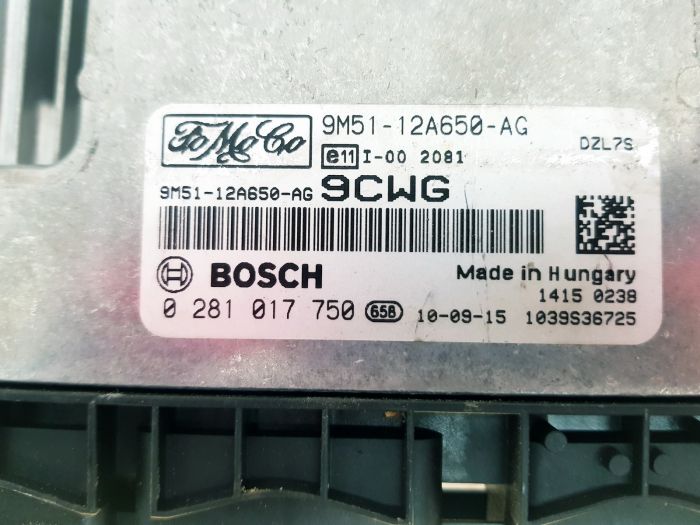 FoMoCo 9M51-12A650-AG DZL7S
e11 I-00 2081
9M51-12A650-AG 9CWG
BOSCH Made in Hungary
1415 0238
0 281 017 750 658 10-09-15 1039S36725